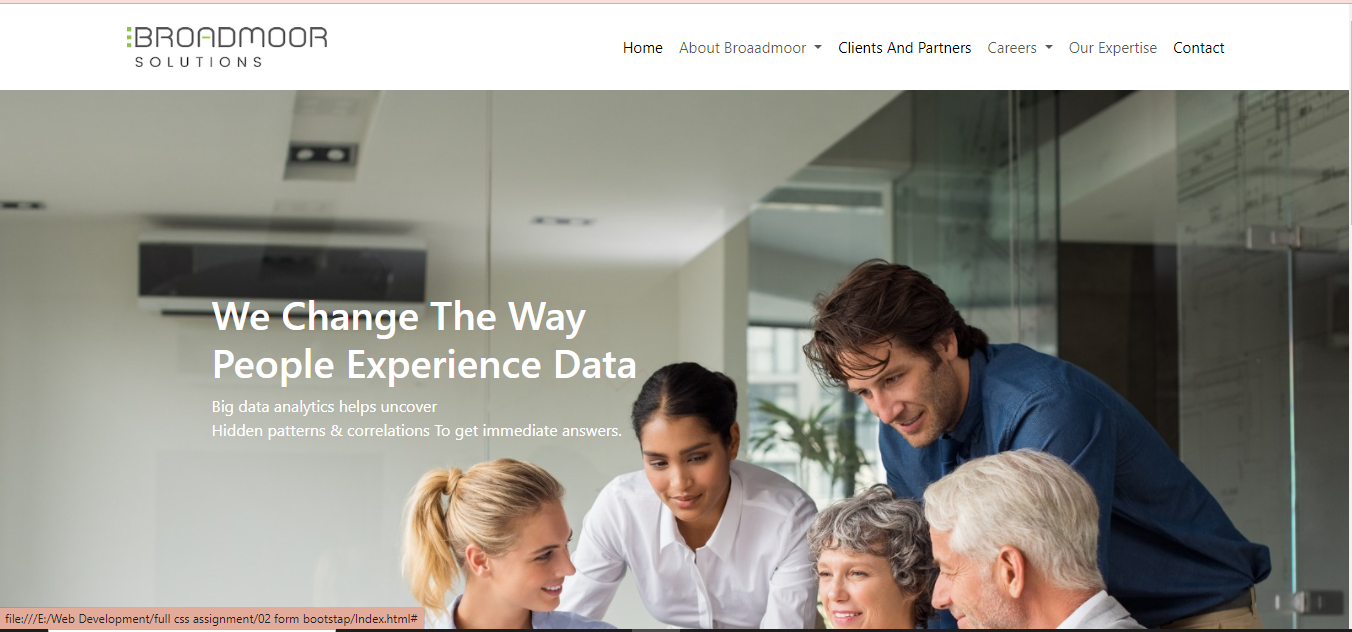 BROADMOOR
SOLUTIONS
Home About Broaadmoor Clients And Partners Careers Our Expertise Contact
We Change The Way
People Experience Data
Big data analytics helps uncover
Hidden patterns & correlations To get immediate answers.
file:///E:/Web Development/full css assignment/02 form bootstap/Index.html#